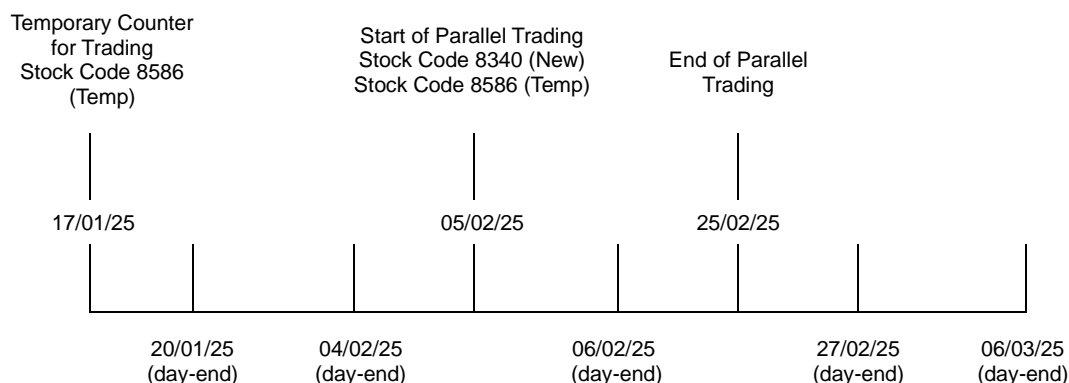 Temporary Counter
for Trading
Stock Code 8586
(Temp)
Start of Parallel Trading
Stock Code 8340 (New)
Stock Code 8586 (Temp)
End of Parallel
Trading
17/01/25
05/02/25
25/02/25
20/01/25
(day-end)
04/02/25
(day-end)
06/02/25
(day-end)
27/02/25
(day-end)
06/03/25
(day-end)